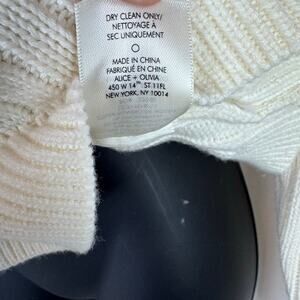 DRY CLEAN ONLY/
NETTOYAGE À
SEC UNIQUEMENT
MADE IN CHINA
FABRIQUÉ EN CHINE
ALICE + OLIVIA
450 W 14TH ST 11FL
NEW YORK, NY 10014